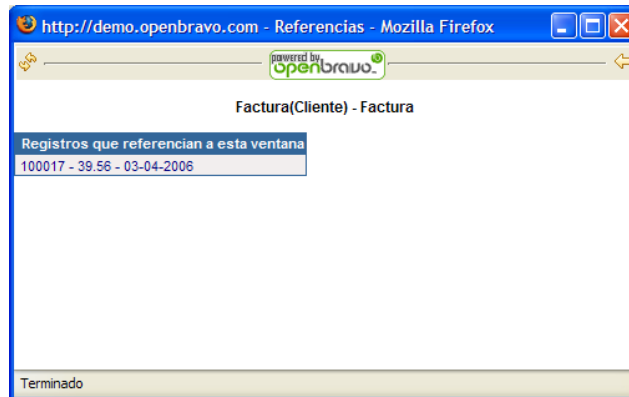 http://demo.openbravo.com - Referencias - Mozilla Firefox
powered by
openbravo
Factura(Cliente) - Factura
Registros que referencian a esta ventana
100017 - 39.56 - 03-04-2006
Terminado